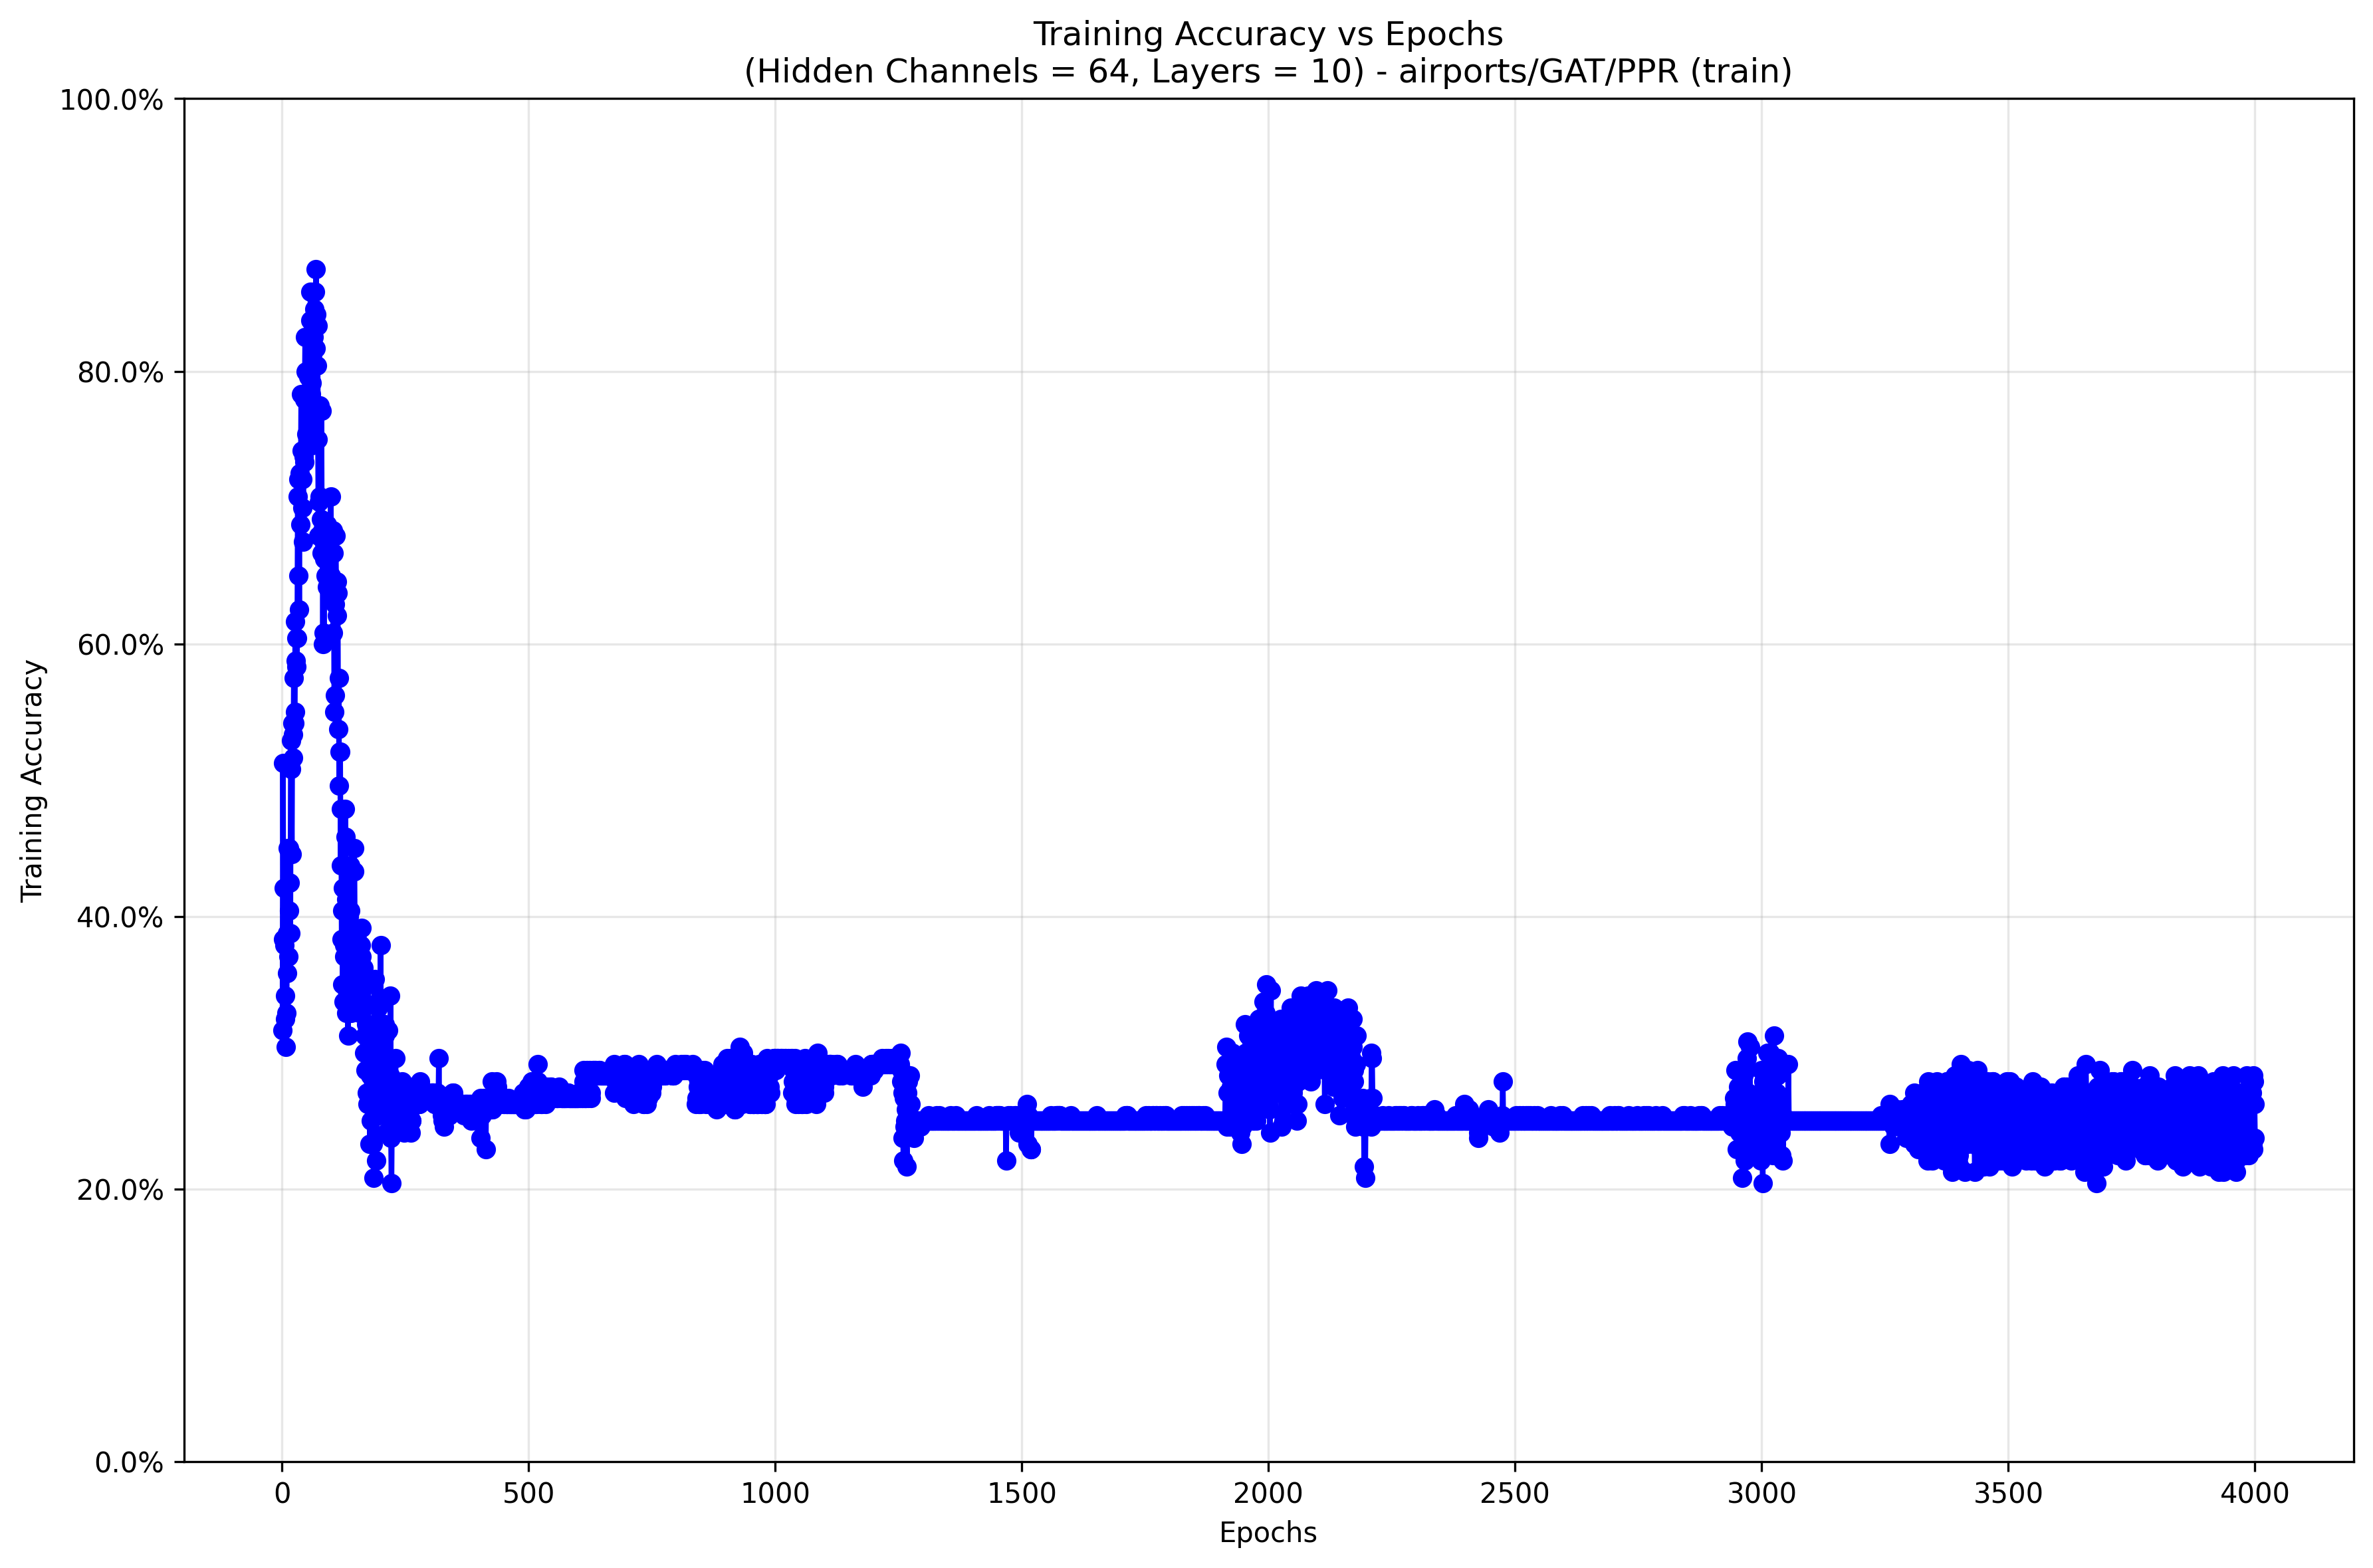 Training Accuracy vs Epochs
(Hidden Channels = 64, Layers = 10) - airports/GAT/PPR (train)
100.0%
80.0%
60.0%
40.0%
20.0%
0.0%
Training Accuracy
0 500 1000 1500 2000 2500 3000 3500 4000
Epochs